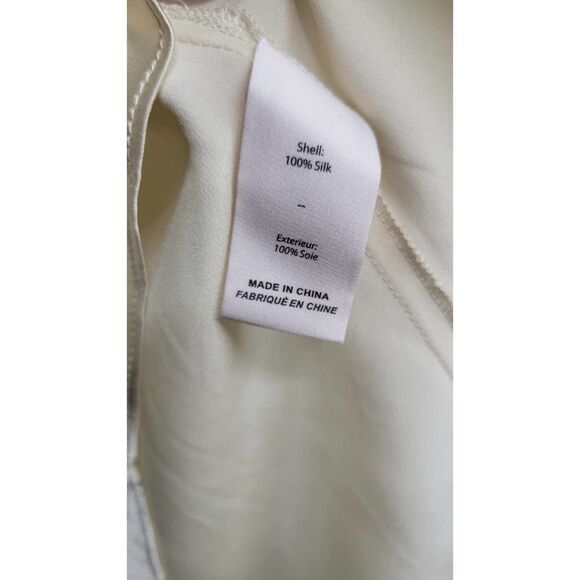 Shell:
100% Silk
--
Exterieur:
100% Soie
MADE IN CHINA
FABRIQUÉ EN CHINE